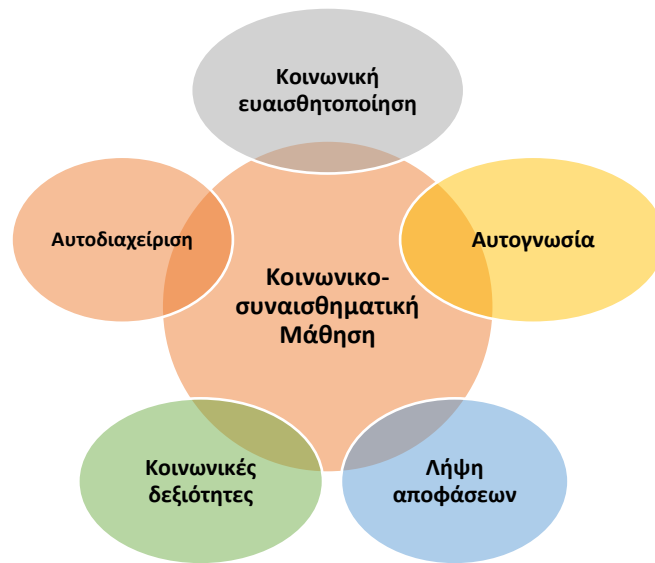 Κοινωνική
ευαισθητοποίηση
Αυτοδιαχείριση
Αυτογνωσία
Κοινωνικο-
συναισθηματική
Μάθηση
Κοινωνικές
δεξιότητες
Λήψη
αποφάσεων